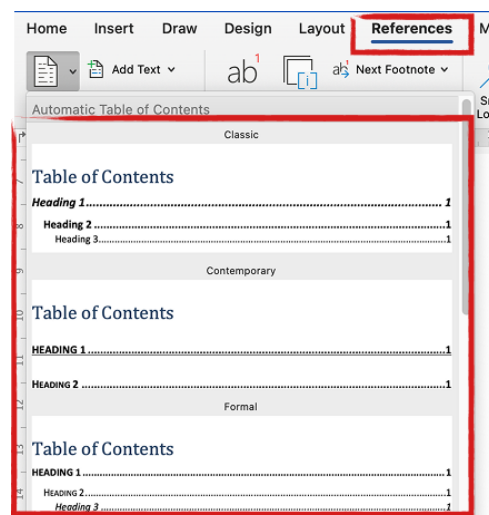 Home Insert Draw Design Layout References M
Add Text ab1 [i] ab1 Next Footnote
Automatic Table of Contents
Classic
Table of Contents
Heading 1 1
Heading 2 1
Heading 3 1
Contemporary
Table of Contents
HEADING 1 1
HEADING 2 1
Formal
Table of Contents
HEADING 1 1
HEADING 2 1
Heading 3 1